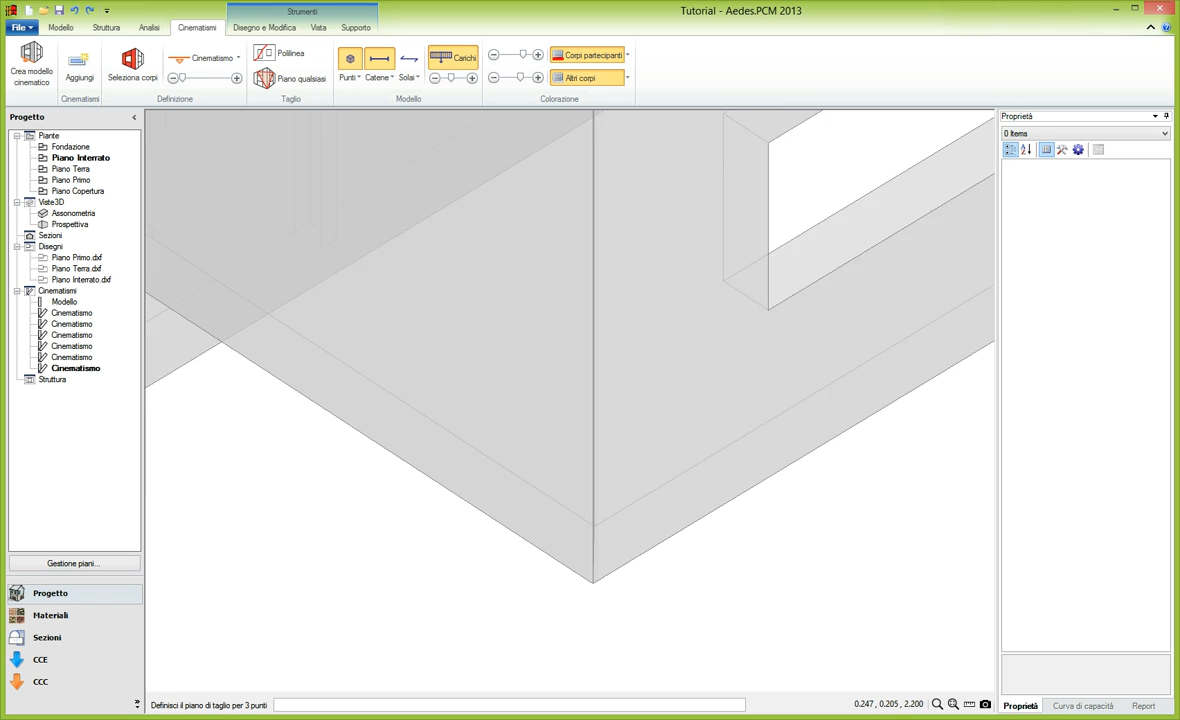 Strumenti
Tutorial - Aedes.PCM 2013
File
Modello
Struttura
Analisi
Cinematismi
Disegno e Modifica
Vista
Supporto
Crea modello
cinematico
Aggiungi
Cinematismi
Seleziona corpi
Cinematismo
Definizione
Polilinea
Piano qualsiasi
Taglio
Punti
Catene
Solai
Carichi
Modello
Corpi partecipanti
Altri corpi
Colorazione
Progetto
Piante
Fondazione
Piano Interrato
Piano Terra
Piano Primo
Piano Copertura
Viste3D
Assonometria
Prospettiva
Sezioni
Disegni
Piano Primo.dxf
Piano Terra.dxf
Piano Interrato.dxf
Cinematismi
Modello
Cinematismo
Cinematismo
Cinematismo
Cinematismo
Cinematismo
Cinematismo
Struttura
Gestione piani...
Progetto
Materiali
Sezioni
CCE
CCC
Definisci il piano di taglio per 3 punti
0.247 , 0.205 , 2.200
Proprietà
0 Items
Proprietà
Curva di capacità
Report